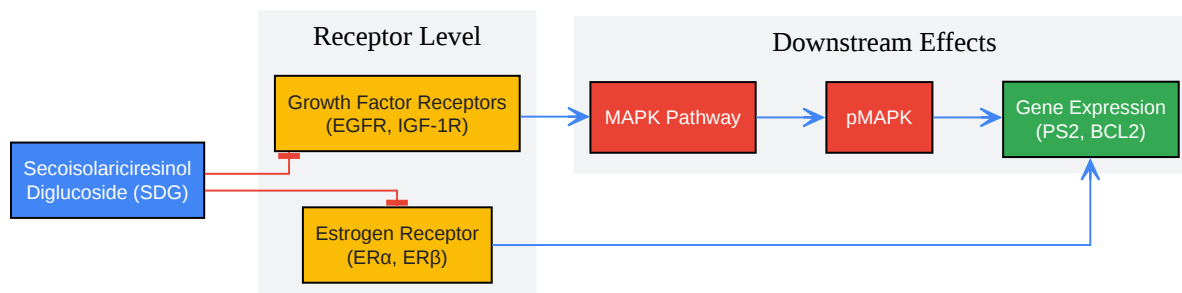 Receptor Level
Downstream Effects
Growth Factor Receptors
(EGFR, IGF-1R)
MAPK Pathway
pMAPK
Gene Expression
(PS2, BCL2)
Secoisolariciresinol
Diglucoside (SDG)
Estrogen Receptor
(ERα, ERβ)